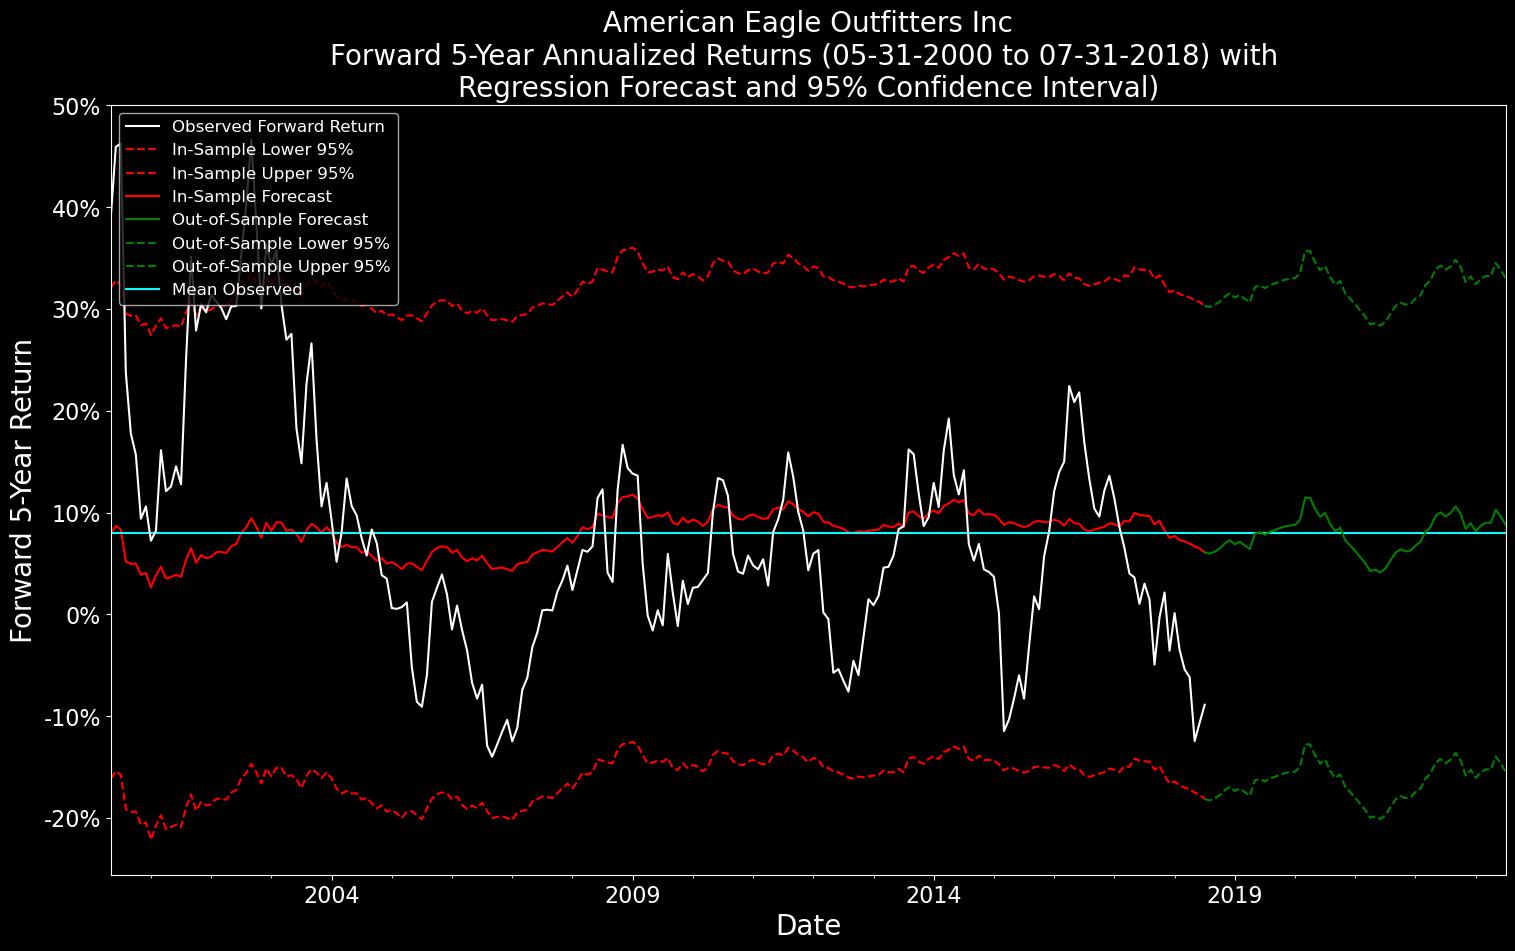 American Eagle Outfitters Inc
Forward 5-Year Annualized Returns (05-31-2000 to 07-31-2018) with
Regression Forecast and 95% Confidence Interval)
50%
40%
30%
20%
10%
0%
-10%
-20%
Forward 5-Year Return
Observed Forward Return
In-Sample Lower 95%
In-Sample Upper 95%
In-Sample Forecast
Out-of-Sample Forecast
Out-of-Sample Lower 95%
Out-of-Sample Upper 95%
Mean Observed
2004
2009
2014
2019
Date